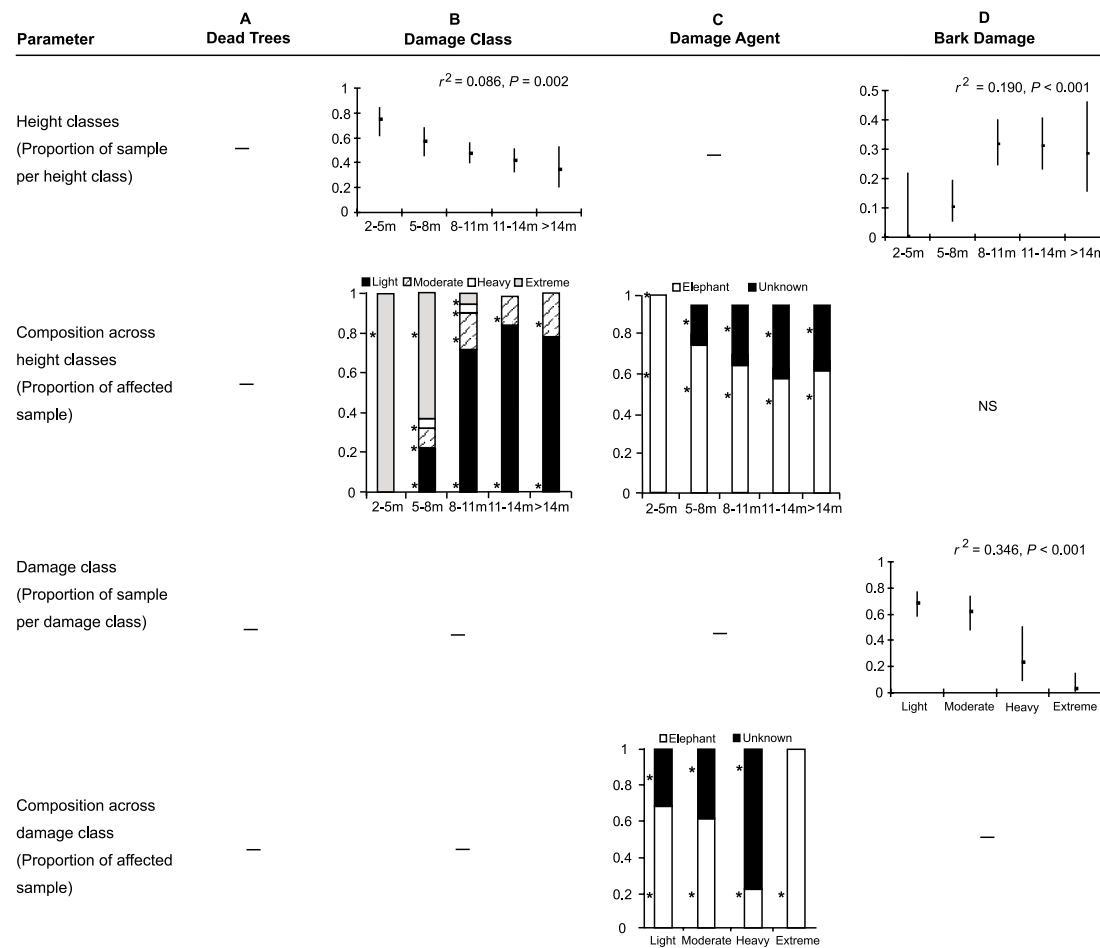 A B C D
Parameter Dead Trees Damage Class Damage Agent Bark Damage
r² = 0.086, P = 0.002
1
0.8
0.6
0.4
0.2
0
2-5m 5-8m 8-11m 11-14m >14m
Height classes
(Proportion of sample
per height class)
—
—
r² = 0.190, P < 0.001
0.5
0.4
0.3
0.2
0.1
0
2-5m 5-8m 8-11m 11-14m >14m
Composition across
height classes
(Proportion of affected
sample)
—
Light Moderate Heavy Extreme
1
0.8
0.6
0.4
0.2
0
* * * * * * * * * * * *
2-5m 5-8m 8-11m 11-14m >14m
Elephant Unknown
1
0.8
0.6
0.4
0.2
0
* * * * * * * * * *
2-5m 5-8m 8-11m 11-14m >14m
NS
Damage class
(Proportion of sample
per damage class)
— — —
r² = 0.346, P < 0.001
1
0.8
0.6
0.4
0.2
0
Light Moderate Heavy Extreme
Composition across
damage class
(Proportion of affected
sample)
— —
Elephant Unknown
1
0.8
0.6
0.4
0.2
0
* * * * * * *
Light Moderate Heavy Extreme
—